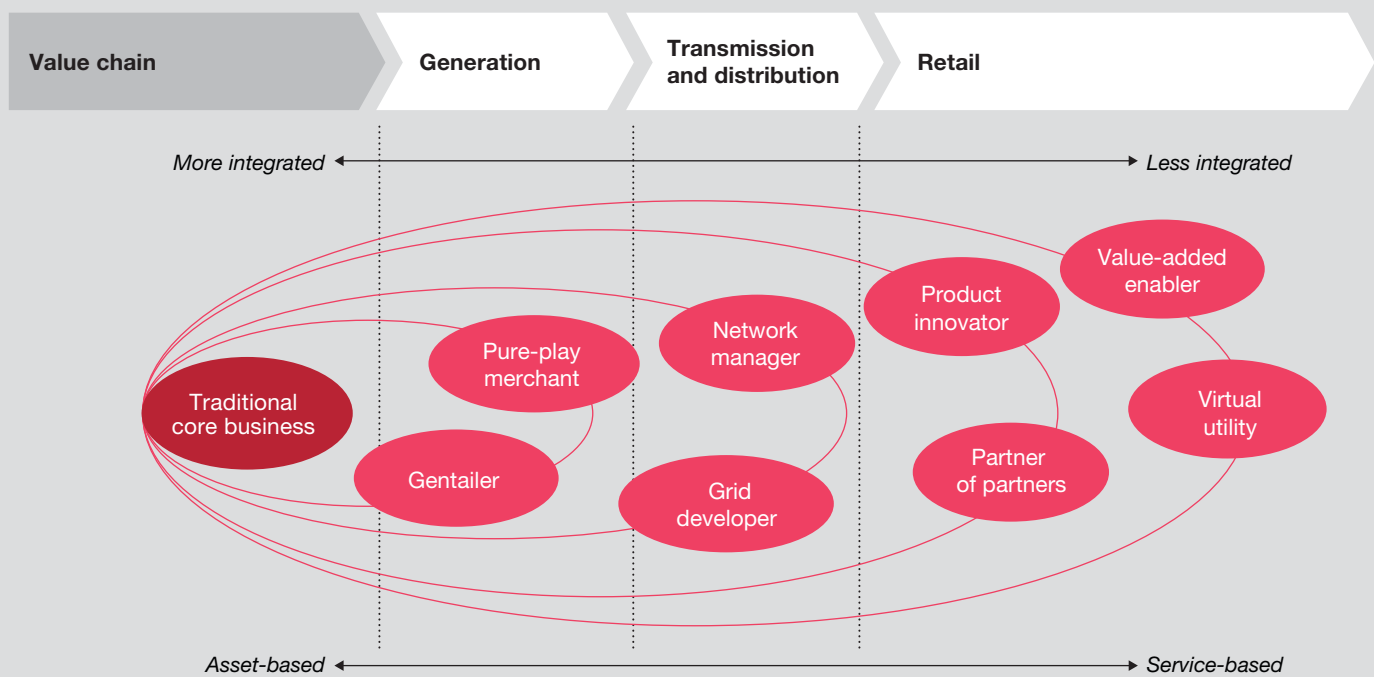 Value chain
Generation
Transmission
and distribution
Retail
More integrated
Less integrated
Value-added
enabler
Product
innovator
Network
manager
Pure-play
merchant
Traditional
core business
Virtual
utility
Gentailer
Grid
developer
Partner
of partners
Asset-based
Service-based